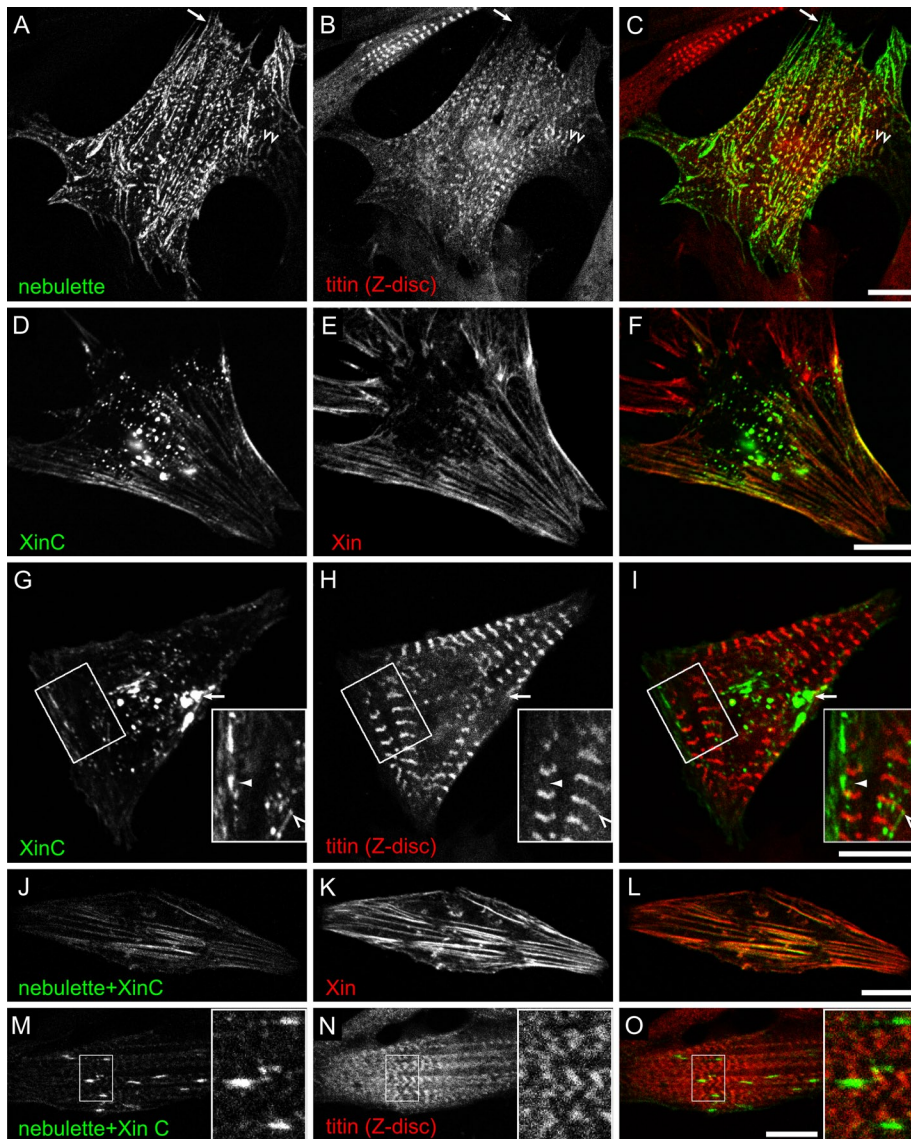 A
B
C
nebulette
titin (Z-disc)
D
E
F
XinC
Xin
G
H
I
XinC
titin (Z-disc)
J
K
L
nebulette+XinC
Xin
M
N
O
nebulette+Xin C
titin (Z-disc)